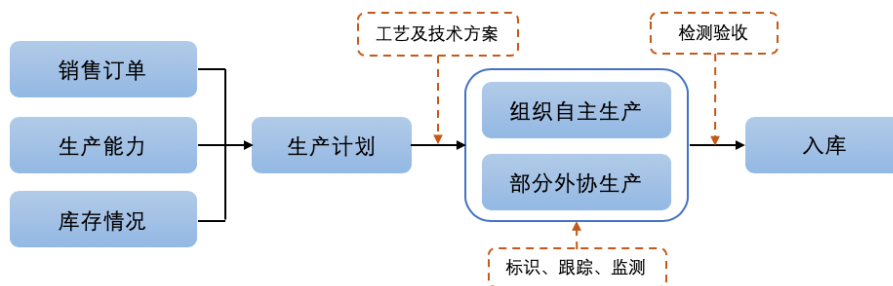 工艺及技术方案
检测验收
销售订单
生产能力
库存情况
生产计划
组织自主生产
部分外协生产
入库
标识、跟踪、监测